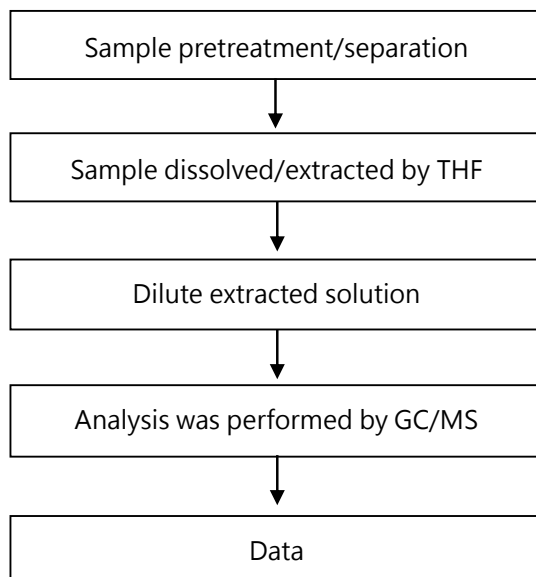 Sample pretreatment/separation
Sample dissolved/extracted by THF
Dilute extracted solution
Analysis was performed by GC/MS
Data